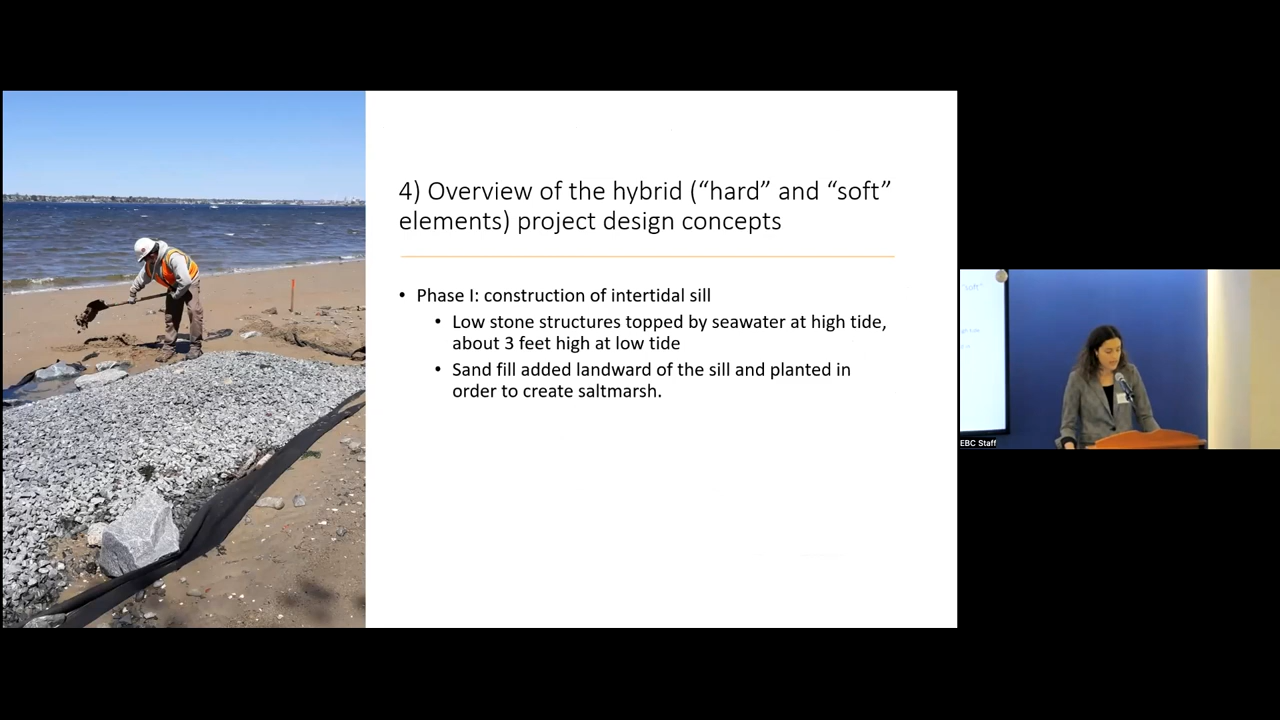 4) Overview of the hybrid (“hard” and “soft”
elements) project design concepts
• Phase I: construction of intertidal sill
• Low stone structures topped by seawater at high tide,
about 3 feet high at low tide
• Sand fill added landward of the sill and planted in
order to create saltmarsh.
EBC Staff